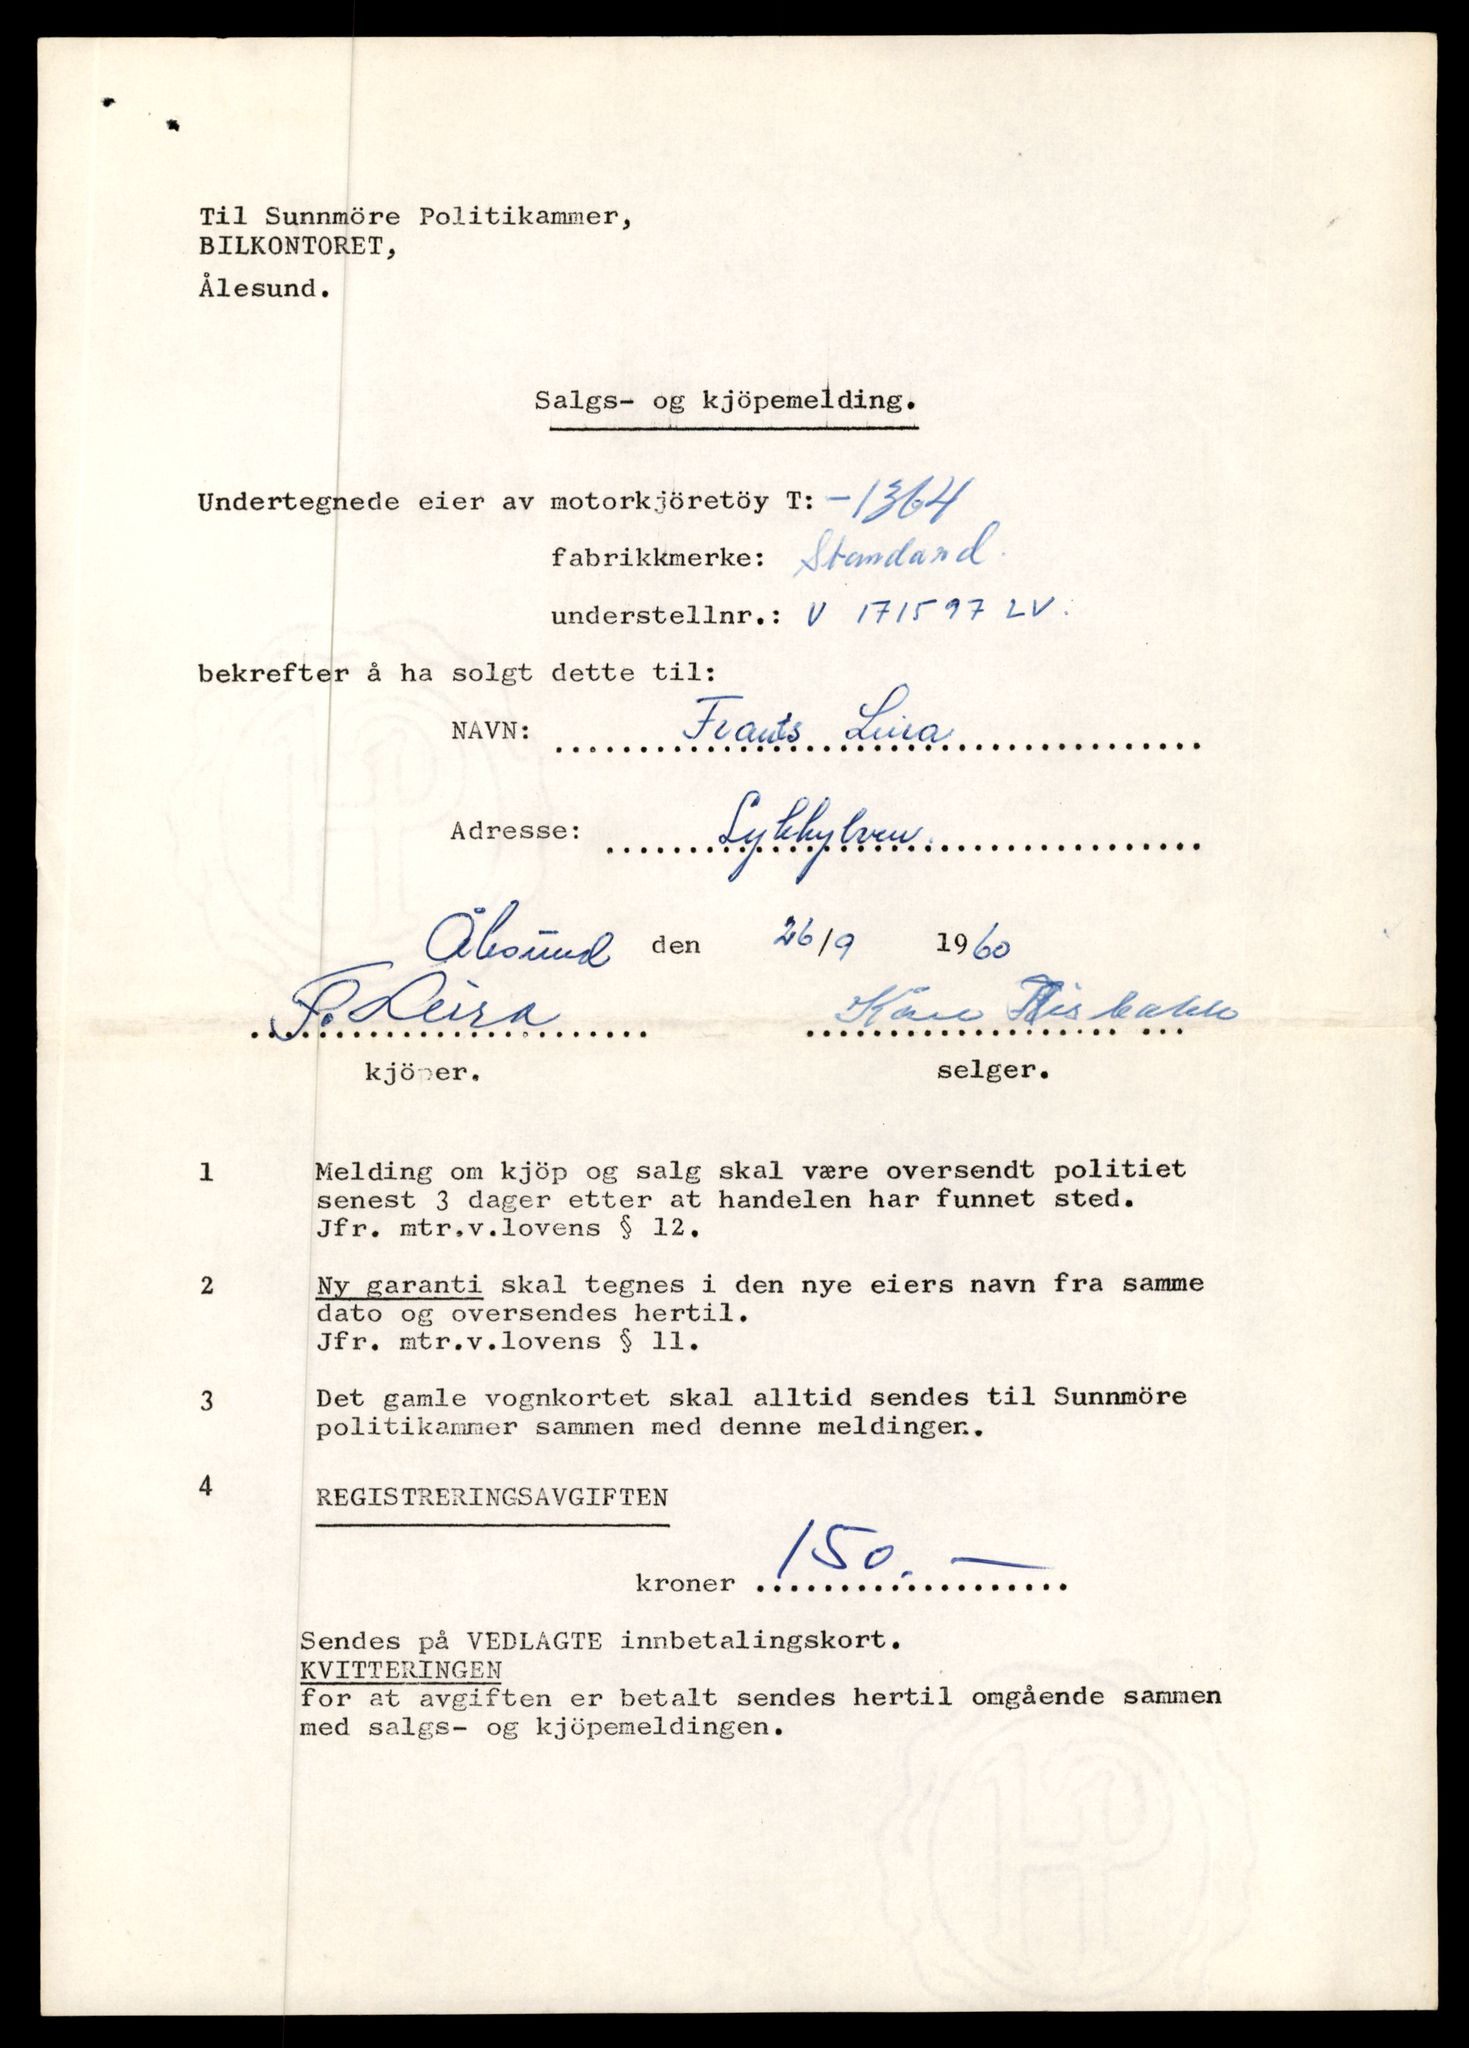 Til Sunnmöre Politikammer,
BILKONTORET,
Ålesund.
Salgs- og kjöpemelding.
Undertegnede eier av motorkjöretöy T: -1364
fabrikkmerke: Standard.
understellnr.: V 171597 LV.
bekrefter å ha solgt dette til:
NAVN: Frants Leira
Adresse: Sykkylven.
Ålesund den 26/9 1960
F. Leira Kåre
kjöper. selger.
1 Melding om kjöp og salg skal være oversendt politiet
senest 3 dager etter at handelen har funnet sted.
Jfr. mtr.v.lovens § 12.
2 Ny garanti skal tegnes i den nye eiers navn fra samme
dato og oversendes hertil.
Jfr. mtr.v.lovens § 11.
3 Det gamle vognkortet skal alltid sendes til Sunnmöre
politikammer sammen med denne meldingen.
4 REGISTRERINGSAVGIFTEN
kroner 150.—
Sendes på VEDLAGTE innbetalingskort.
KVITTERINGEN
for at avgiften er betalt sendes hertil omgående sammen
med salgs- og kjöpemeldingen.